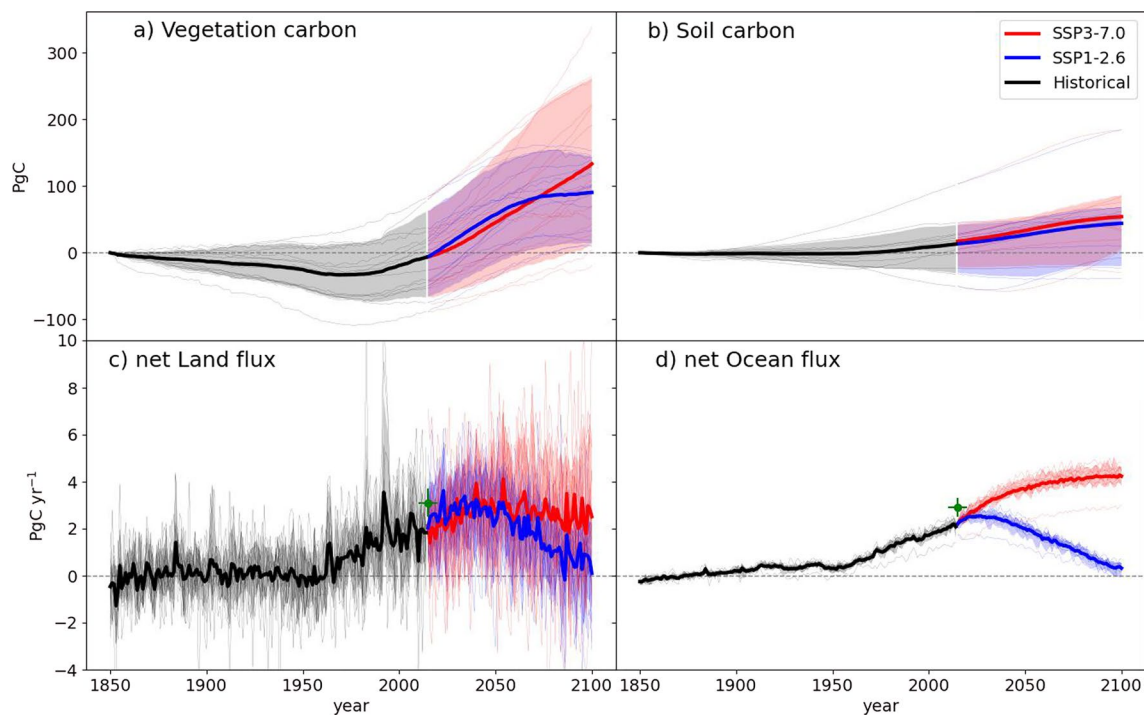 a) Vegetation carbon
b) Soil carbon
SSP3-7.0
SSP1-2.6
Historical
300
200
100
0
−100
PgC
c) net Land flux
d) net Ocean flux
10
8
6
4
2
0
−2
−4
PgC yr⁻¹
1850 1900 1950 2000 2050 2100
1850 1900 1950 2000 2050 2100
year
year